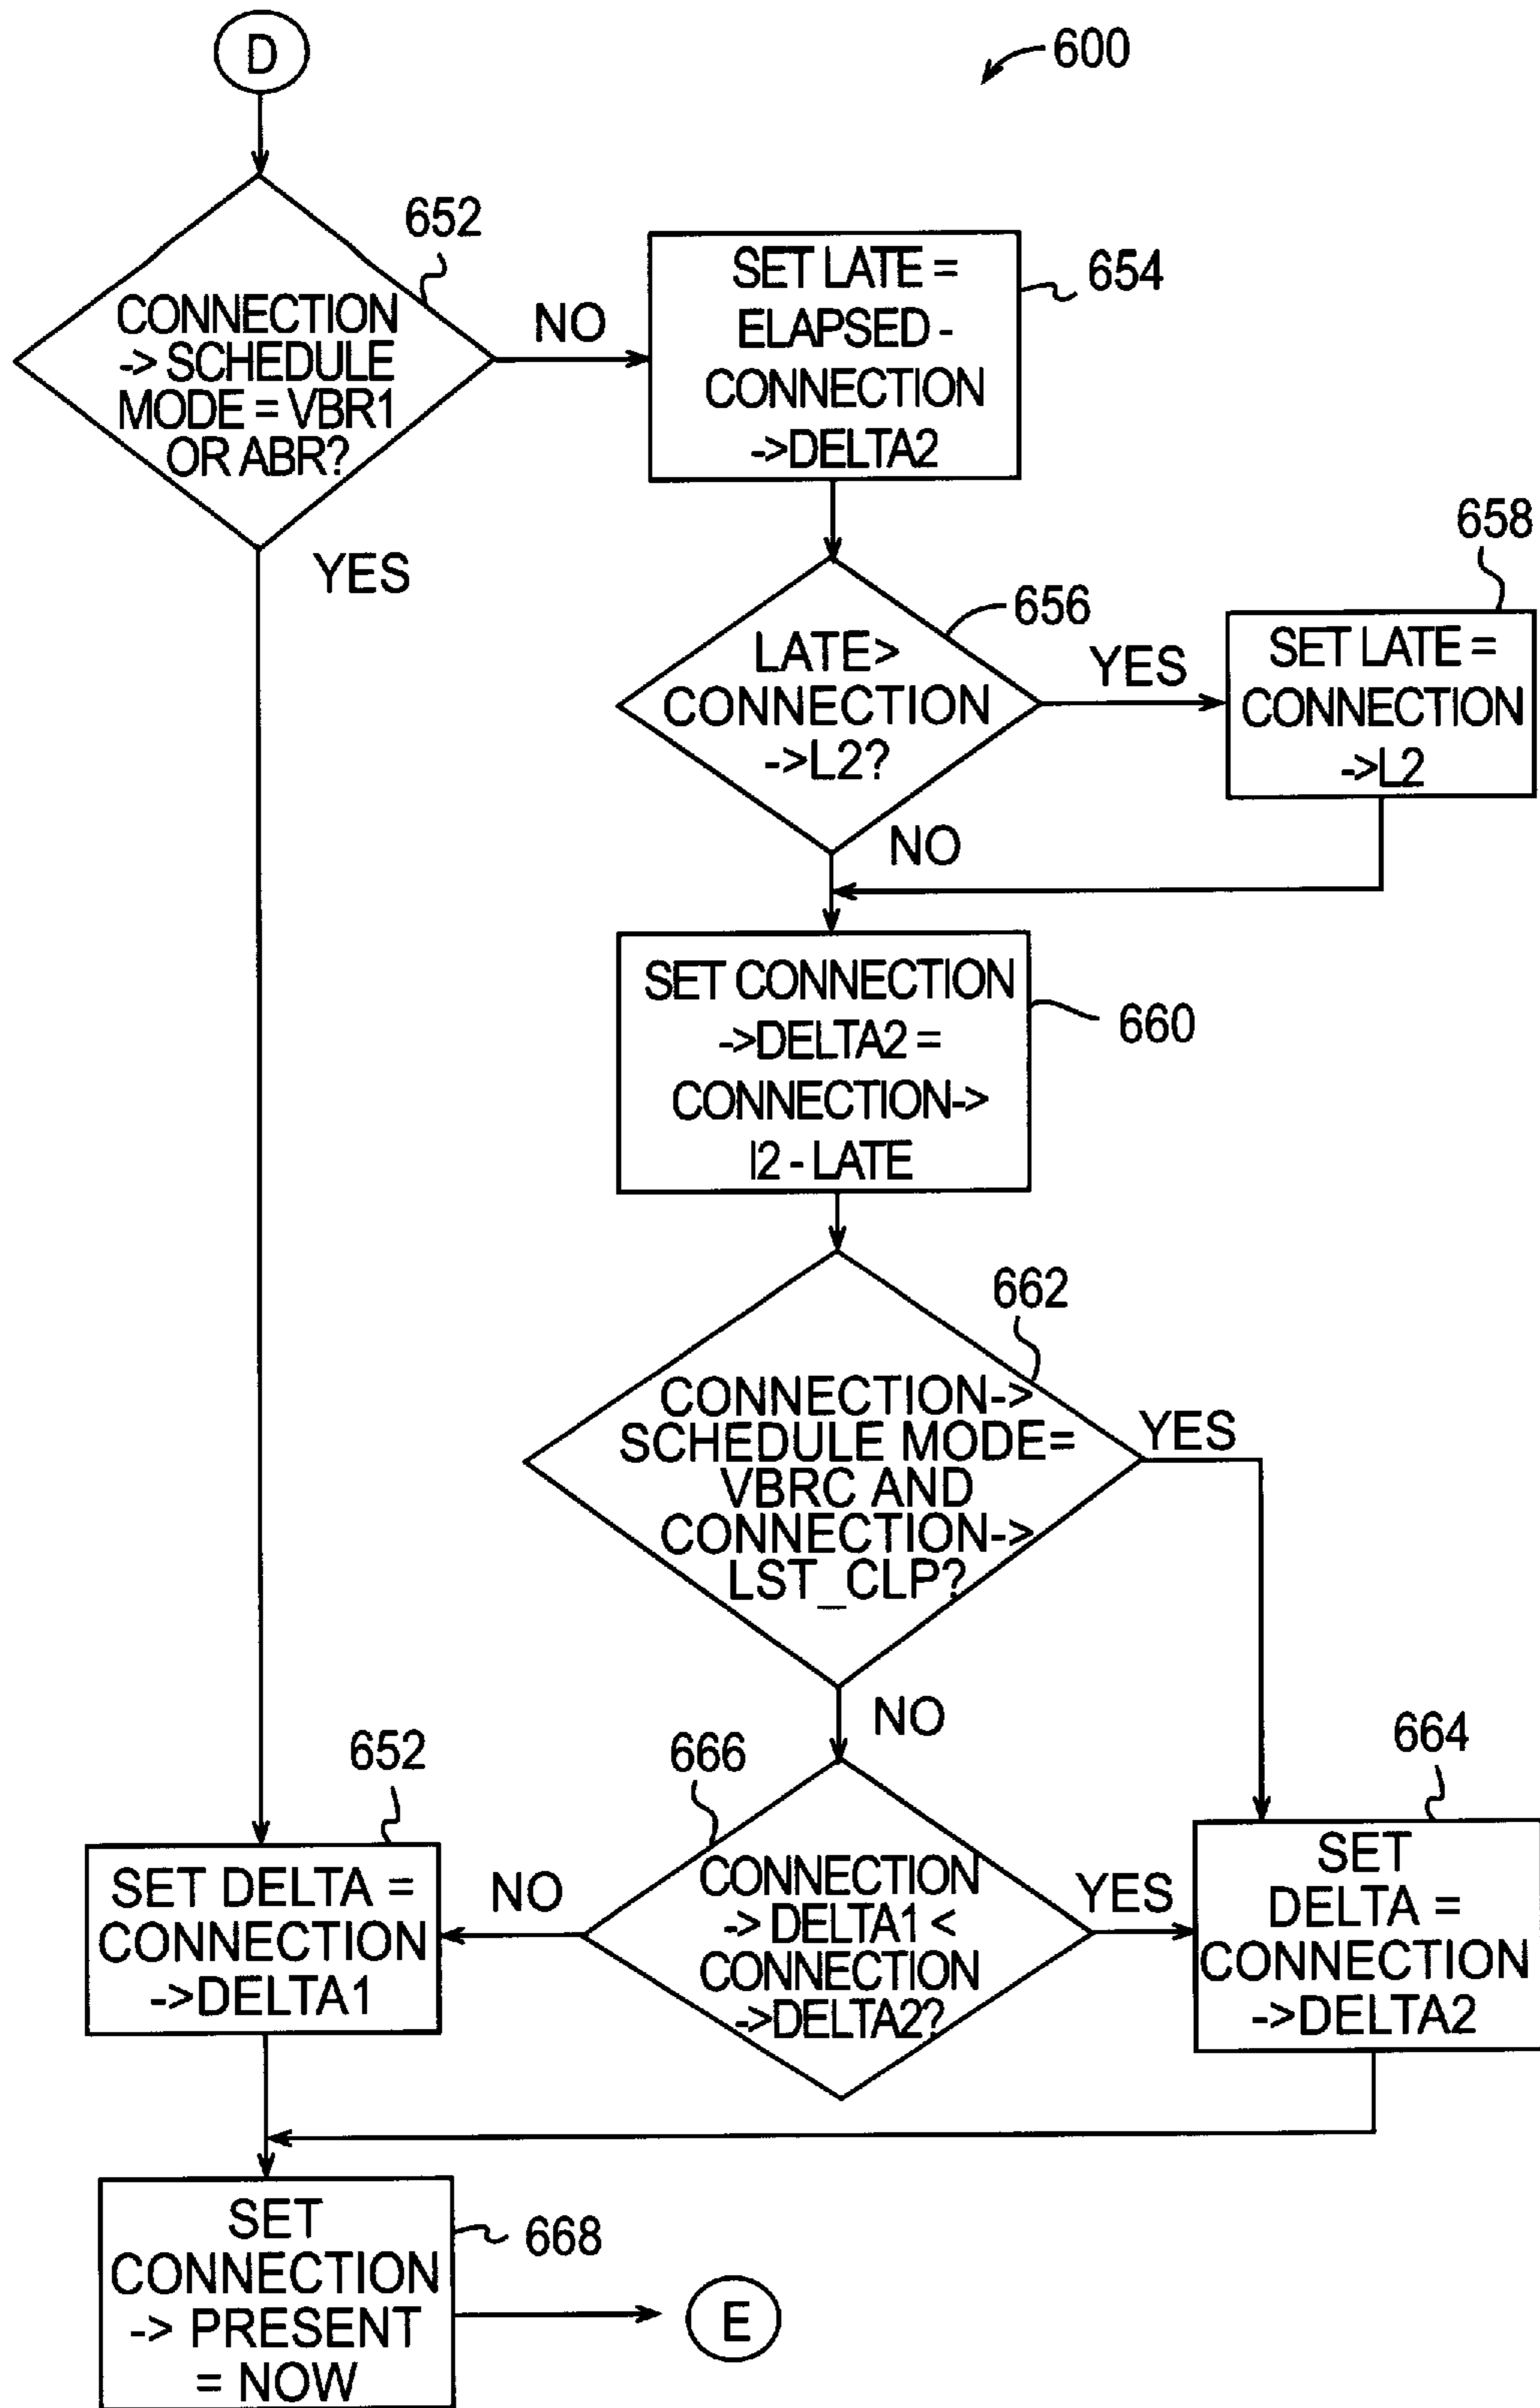 D
600
652
CONNECTION
-> SCHEDULE
MODE = VBR1
OR ABR?
NO
YES
SET LATE =
ELAPSED -
CONNECTION
->DELTA2
654
LATE>
CONNECTION
->L2?
656
YES
NO
658
SET LATE =
CONNECTION
->L2
SET CONNECTION
->DELTA2 =
CONNECTION->
I2 - LATE
660
662
CONNECTION->
SCHEDULE MODE=
VBRC AND
CONNECTION->
LST_CLP?
YES
NO
652
SET DELTA =
CONNECTION
->DELTA1
NO
666
CONNECTION
-> DELTA1 <
CONNECTION
->DELTA2?
YES
664
SET
DELTA =
CONNECTION
->DELTA2
SET
CONNECTION
-> PRESENT
= NOW
668
E